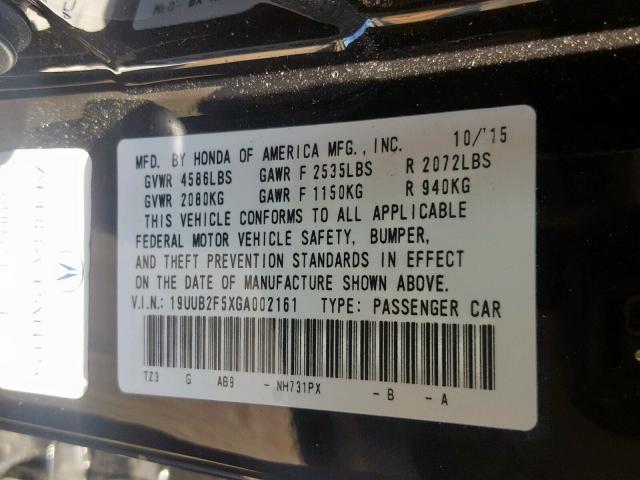 MFD. BY HONDA OF AMERICA MFG., INC. 10/'15
GVWR 4586LBS GAWR F 2535LBS R 2072LBS
GVWR 2080KG GAWR F 1150KG R 940KG
THIS VEHICLE CONFORMS TO ALL APPLICABLE
FEDERAL MOTOR VEHICLE SAFETY, BUMPER,
AND THEFT PREVENTION STANDARDS IN EFFECT
ON THE DATE OF MANUFACTURE SHOWN ABOVE.
V.I.N.: 19UUB2F5XGA002161 TYPE: PASSENGER CAR
TZ3 G AB9 - NH731PX - B - A